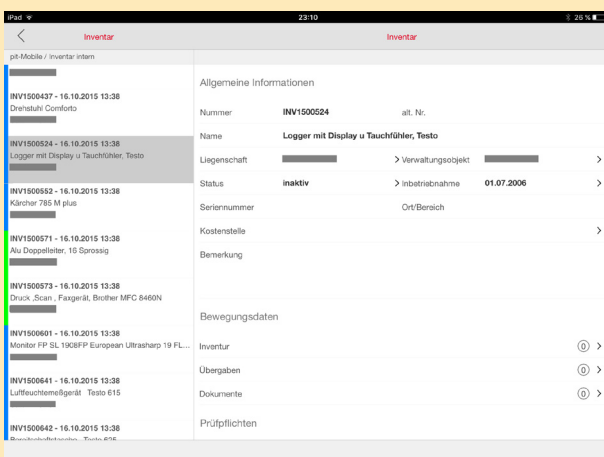 iPad 23:10 26 %
Inventar Inventar
pit-Mobile / Inventar intern
INV1500437 - 16.10.2015 13:38
Drehstuhl Comforto
INV1500524 - 16.10.2015 13:38
Logger mit Display u Tauchfühler, Testo
INV1500552 - 16.10.2015 13:38
Kärcher 785 M plus
INV1500571 - 16.10.2015 13:38
Alu Doppelleiter, 16 Sprossig
INV1500573 - 16.10.2015 13:38
Druck ,Scan , Faxgerät, Brother MFC 8460N
INV1500601 - 16.10.2015 13:38
Monitor FP SL 1908FP European Ultrasharp 19 FL...
INV1500641 - 16.10.2015 13:38
Luftfeuchtemeßgerät Testo 615
INV1500642 - 16.10.2015 13:38
Bereitschaftstasche Testo 625
Allgemeine Informationen
Nummer INV1500524 alt. Nr.
Name Logger mit Display u Tauchfühler, Testo
Liegenschaft Verwaltungsobjekt
Status inaktiv Inbetriebnahme 01.07.2006
Seriennummer Ort/Bereich
Kostenstelle
Bemerkung
Bewegungsdaten
Inventur 0
Übergaben 0
Dokumente 0
Prüfpflichten